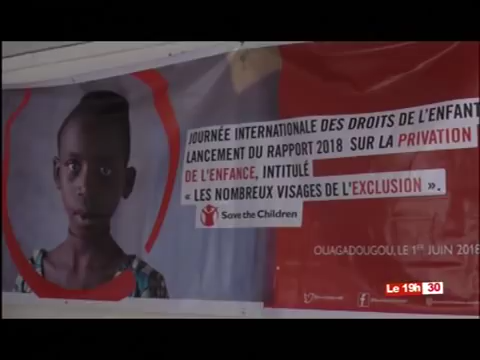 JOURNÉE INTERNATIONALE DES DROITS DE L'ENFANT
LANCEMENT DU RAPPORT 2018 SUR LA PRIVATION
DE L'ENFANCE, INTITULÉ
« LES NOMBREUX VISAGES DE L'EXCLUSION ».
Save the Children
OUAGADOUGOU, LE 1ER JUIN 2018
Le 19h 30